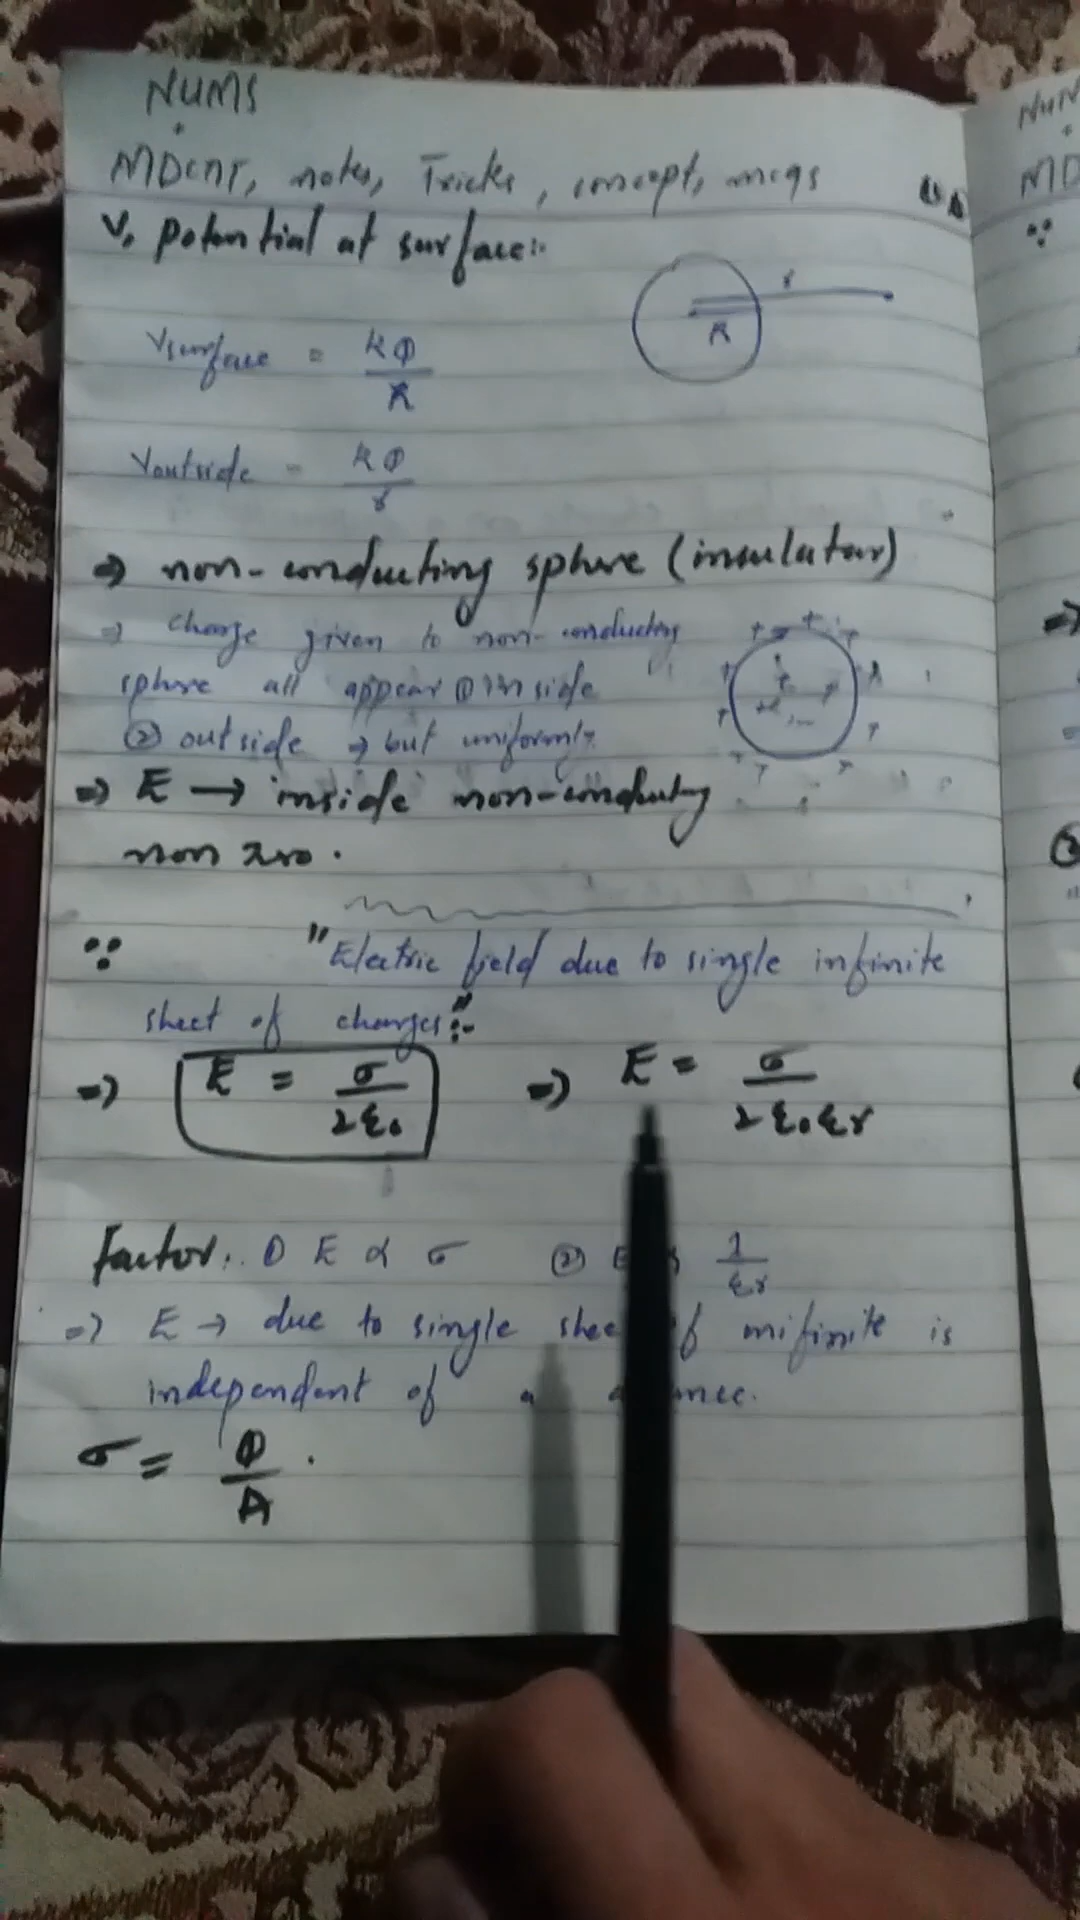 NUMS
MDCAT, notes, Tricks, concept, mcqs
V. potential at surface:-
r
R
Vsurface = kQ/R
Voutside = kQ/r
⇒ non-conducting sphere (insulator)
⇒ charge given to non-conducting
sphere all appear ① inside
② outside → but uniformly
⇒ E → inside non-conducting
non zero.
"Electric field due to single infinite
sheet of charges":-
⇒ E = σ/2ε₀ ⇒ E = σ/2ε₀εr
Factor:. ① E ∝ σ ② E 1/εr
⇒ E → due to single of infinite is
independent of a
σ = Q/A .
NUM
MD